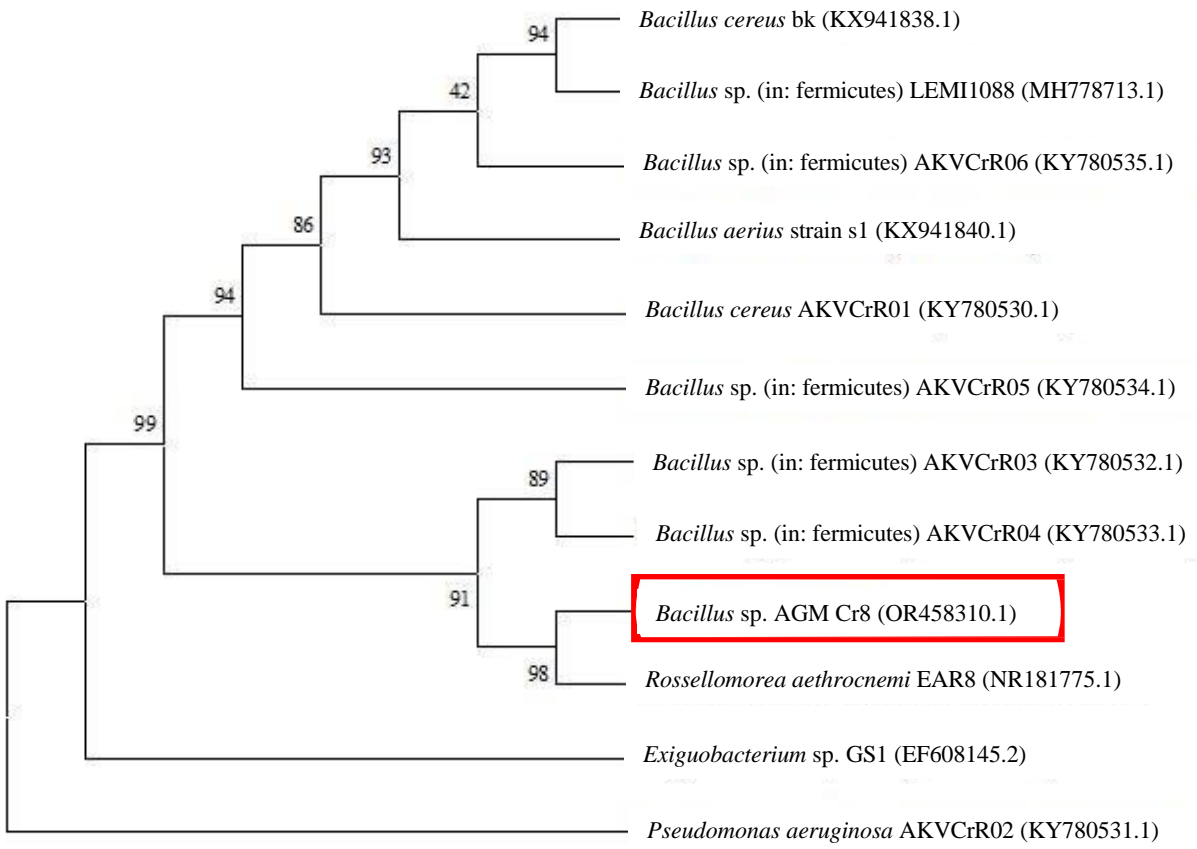 Bacillus cereus bk (KX941838.1)
94
Bacillus sp. (in: fermicutes) LEMI1088 (MH778713.1)
42
Bacillus sp. (in: fermicutes) AKVCrR06 (KY780535.1)
93
Bacillus aerius strain s1 (KX941840.1)
86
Bacillus cereus AKVCrR01 (KY780530.1)
94
Bacillus sp. (in: fermicutes) AKVCrR05 (KY780534.1)
99
Bacillus sp. (in: fermicutes) AKVCrR03 (KY780532.1)
89
Bacillus sp. (in: fermicutes) AKVCrR04 (KY780533.1)
91
Bacillus sp. AGM Cr8 (OR458310.1)
98
Rossellomorea aethrocnemi EAR8 (NR181775.1)
Exiguobacterium sp. GS1 (EF608145.2)
Pseudomonas aeruginosa AKVCrR02 (KY780531.1)